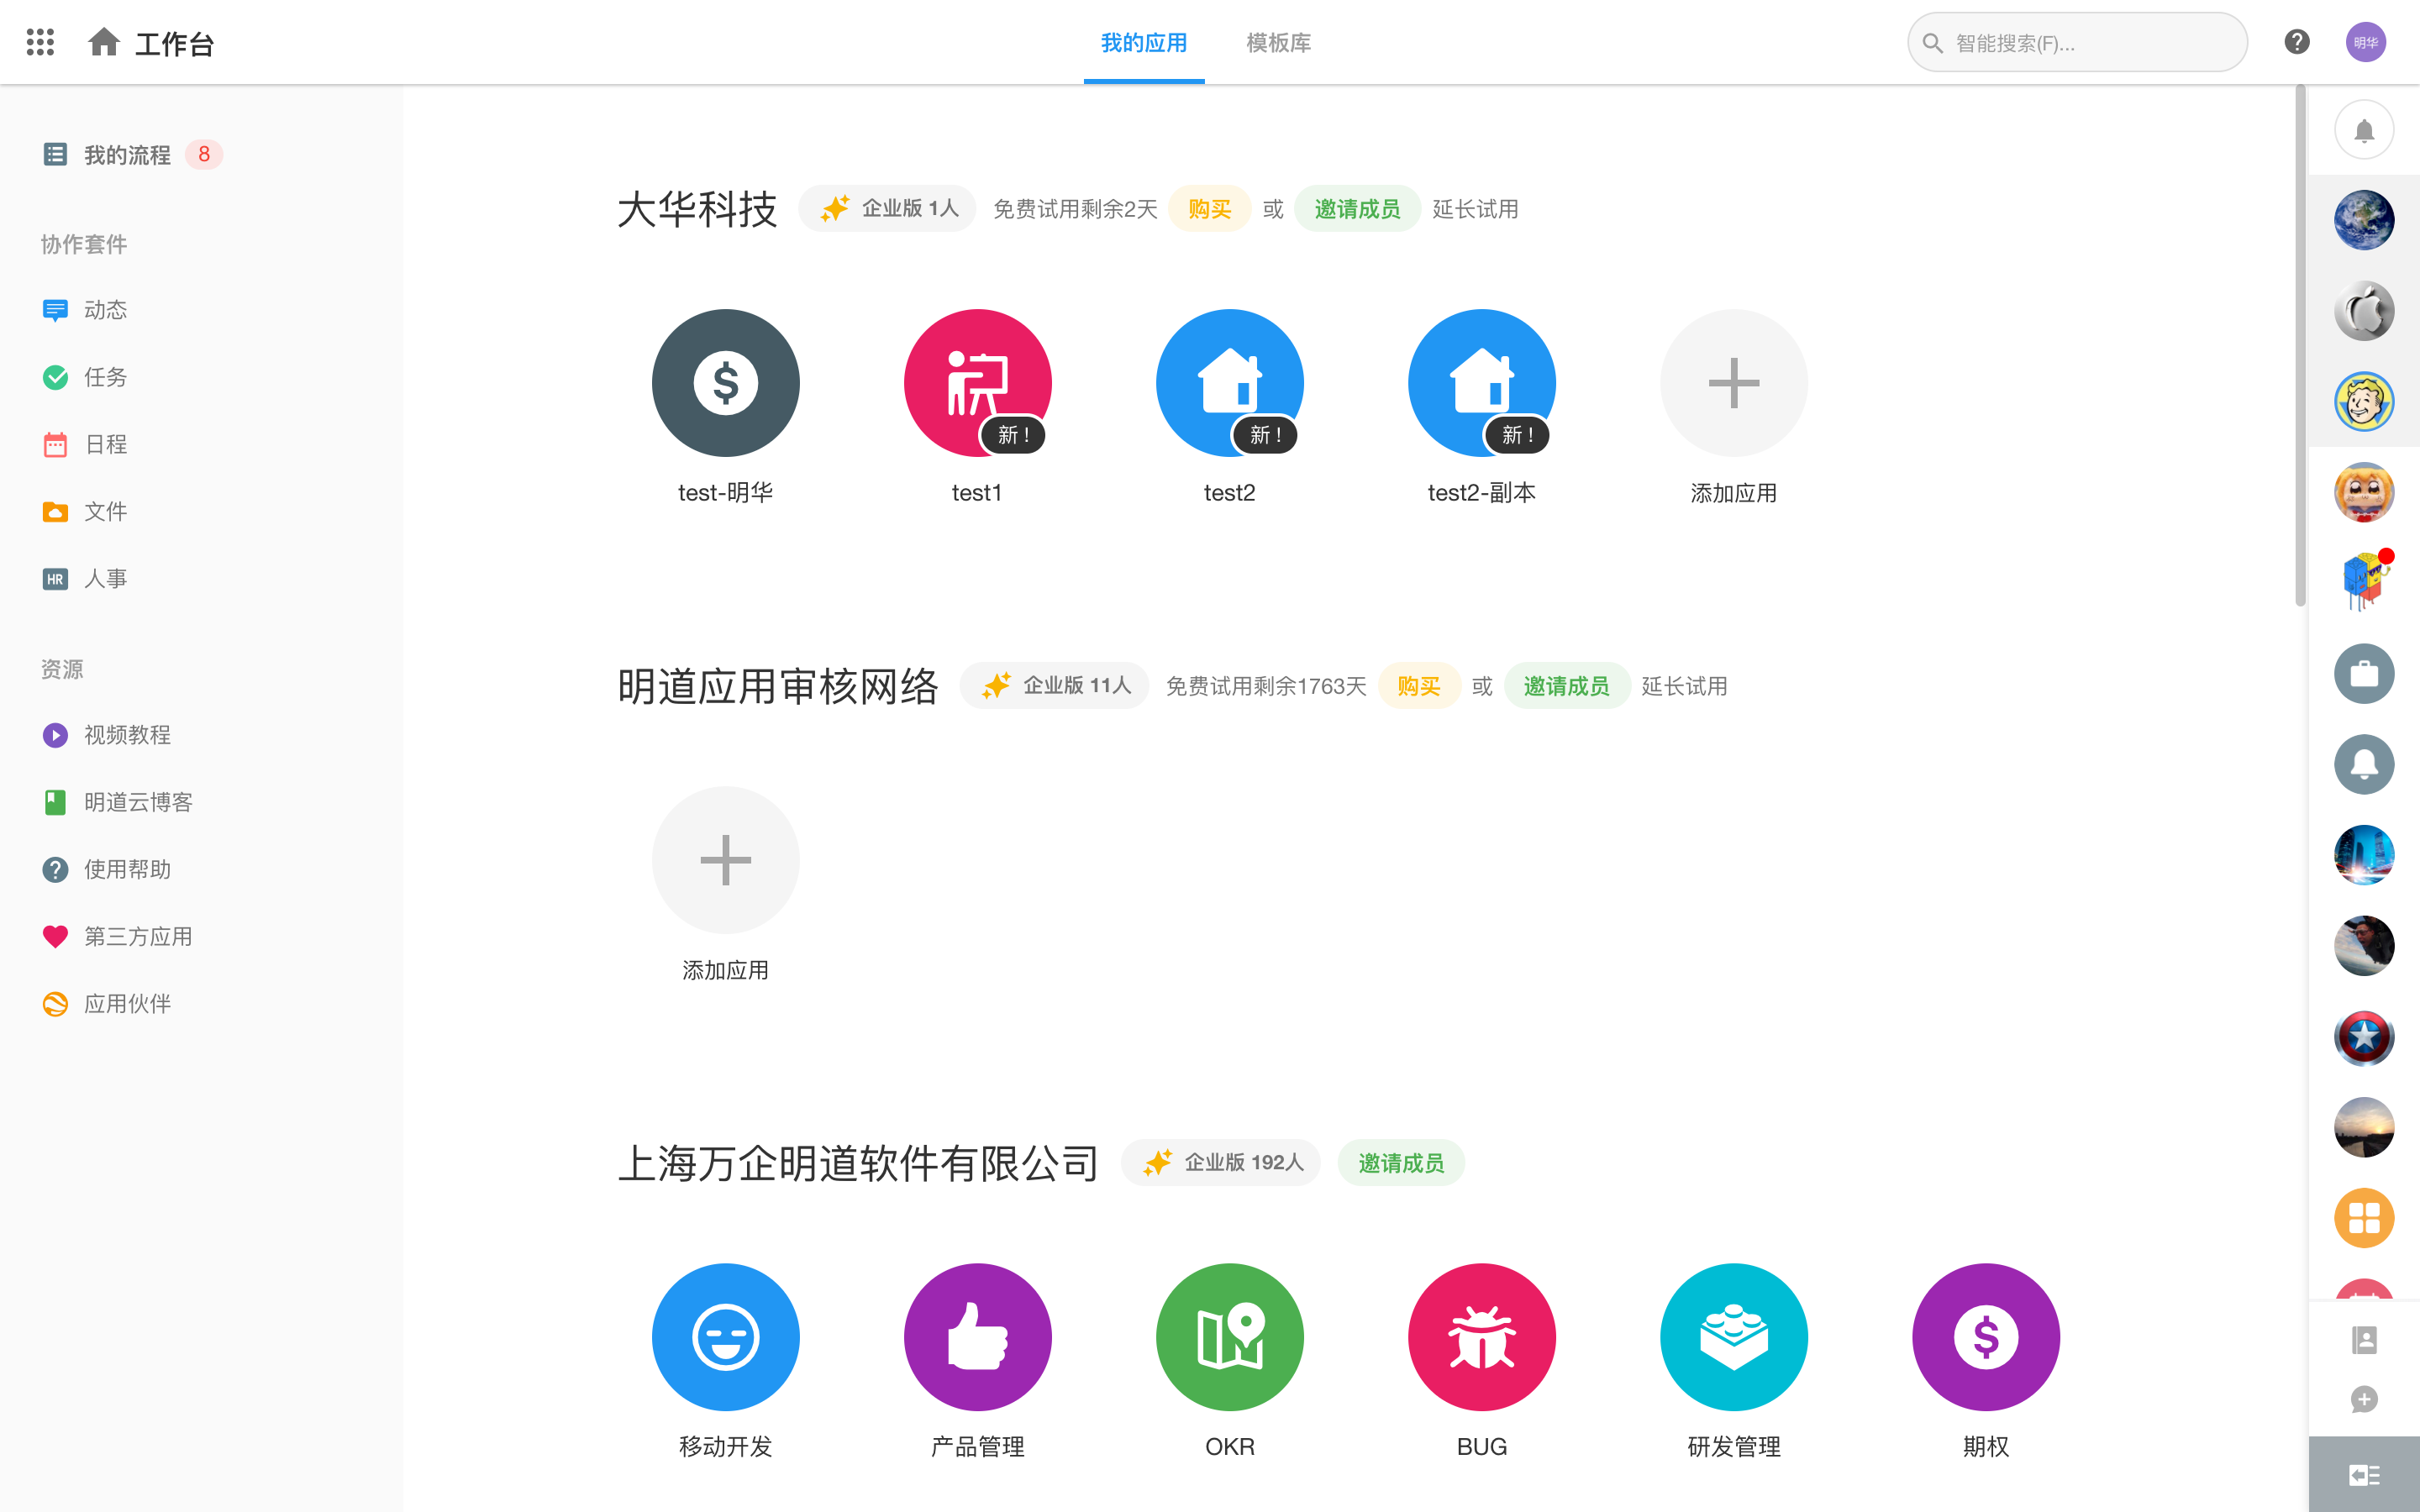 工作台
我的应用
模板库
智能搜索(F)...
明华
我的流程 8
协作套件
动态
任务
日程
文件
HR 人事
资源
视频教程
明道云博客
使用帮助
第三方应用
应用伙伴
大华科技 企业版 1人 免费试用剩余2天 购买 或 邀请成员 延长试用
新！ 新！ 新！
test-明华 test1 test2 test2-副本 添加应用
明道应用审核网络 企业版 11人 免费试用剩余1763天 购买 或 邀请成员 延长试用
添加应用
上海万企明道软件有限公司 企业版 192人 邀请成员
移动开发 产品管理 OKR BUG 研发管理 期权